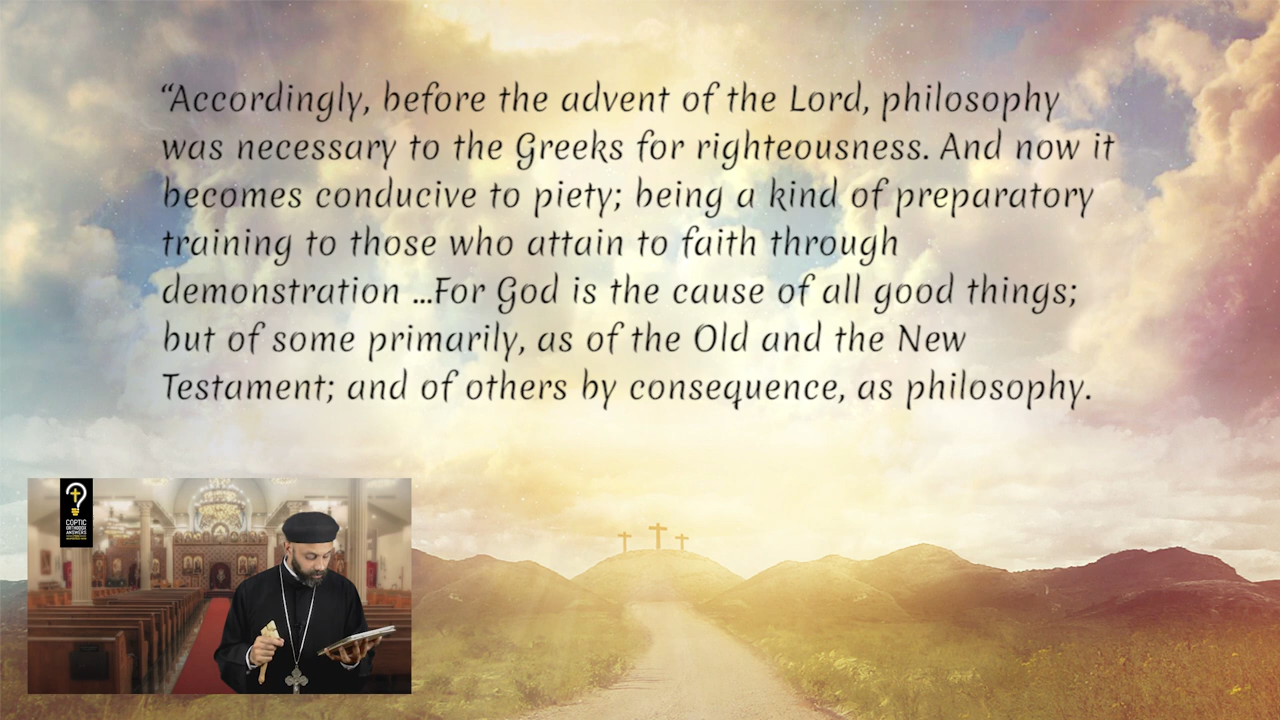 “Accordingly, before the advent of the Lord, philosophy
was necessary to the Greeks for righteousness. And now it
becomes conducive to piety; being a kind of preparatory
training to those who attain to faith through
demonstration ...For God is the cause of all good things;
but of some primarily, as of the Old and the New
Testament; and of others by consequence, as philosophy.
COPTIC
ORTHODOX
ANSWERS